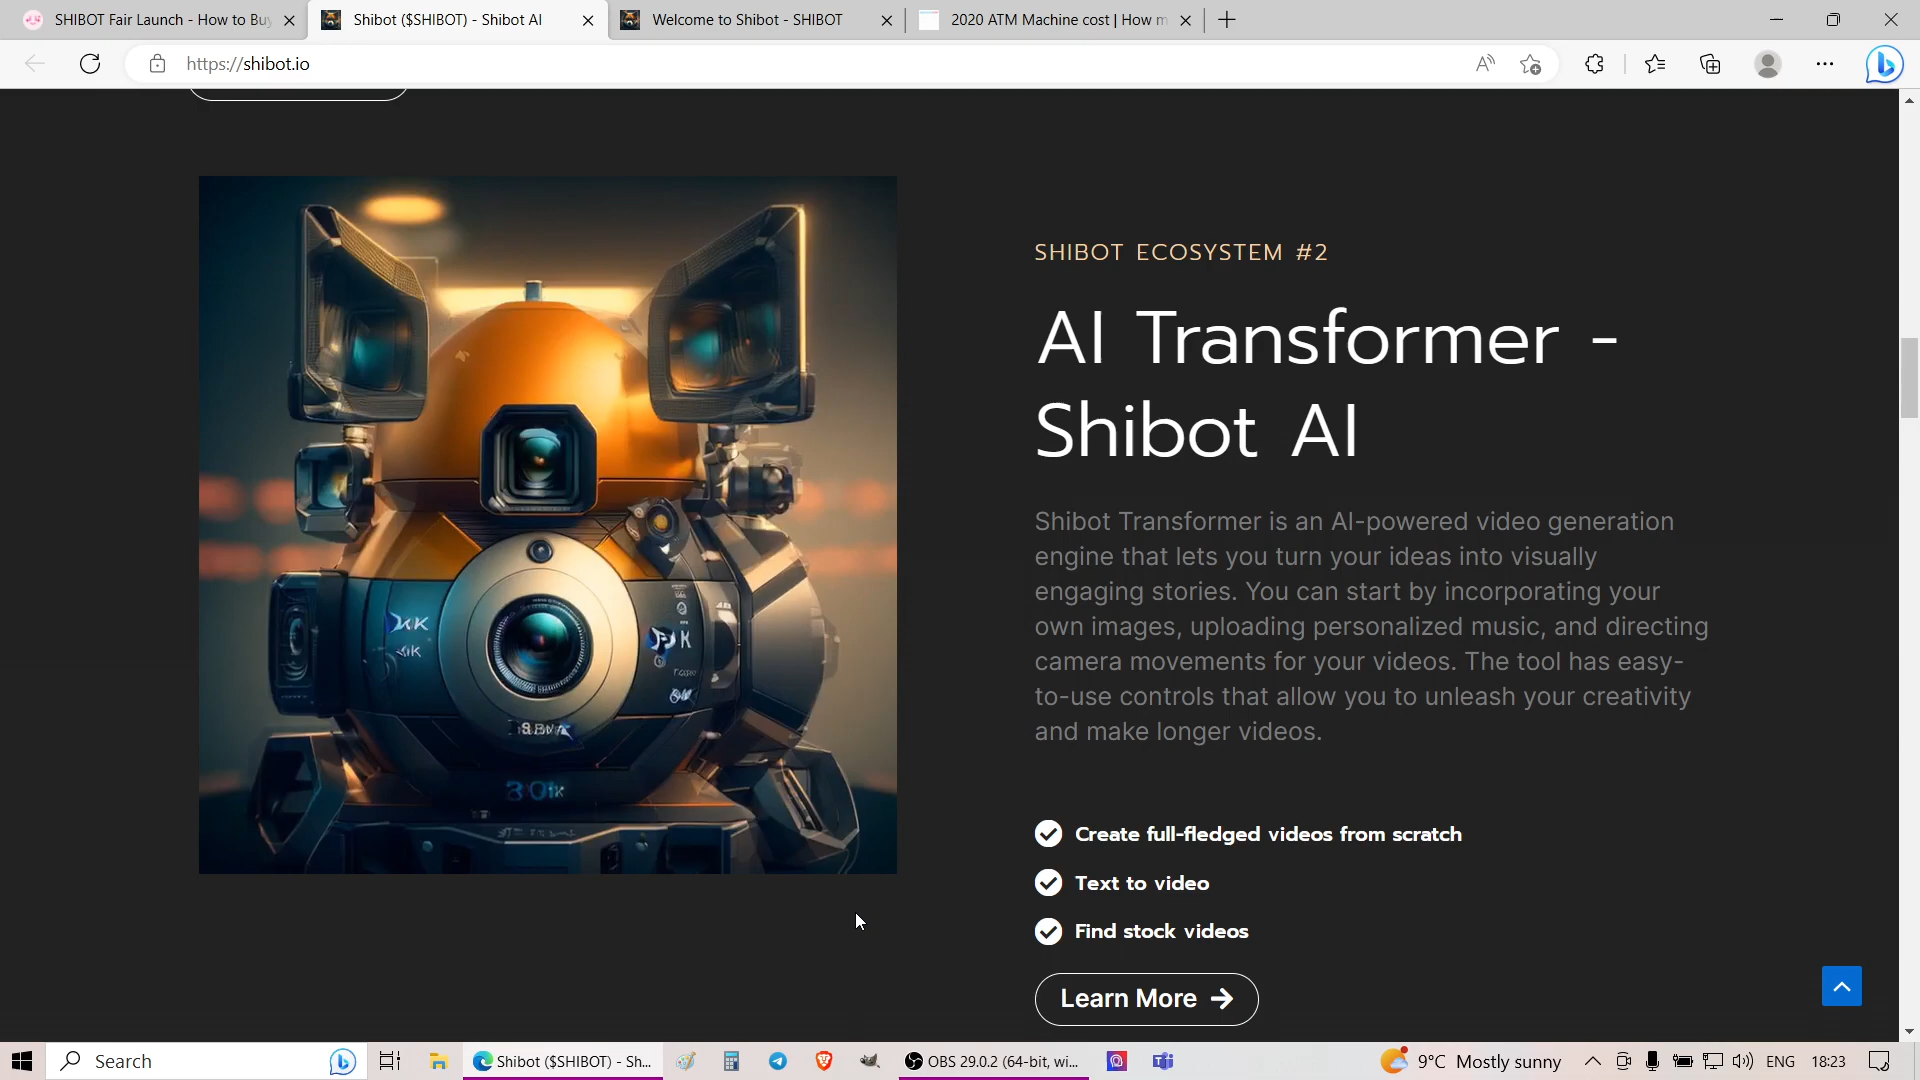 SHIBOT Fair Launch - How to Buy
Shibot ($SHIBOT) - Shibot AI
Welcome to Shibot - SHIBOT
2020 ATM Machine cost | How m
https://shibot.io
SHIBOT ECOSYSTEM #2
AI Transformer -
Shibot AI
Shibot Transformer is an AI-powered video generation
engine that lets you turn your ideas into visually
engaging stories. You can start by incorporating your
own images, uploading personalized music, and directing
camera movements for your videos. The tool has easy-
to-use controls that allow you to unleash your creativity
and make longer videos.
Create full-fledged videos from scratch
Text to video
Find stock videos
Learn More
Search
Shibot ($SHIBOT) - Sh...
OBS 29.0.2 (64-bit, wi...
9°C Mostly sunny
ENG
18:23